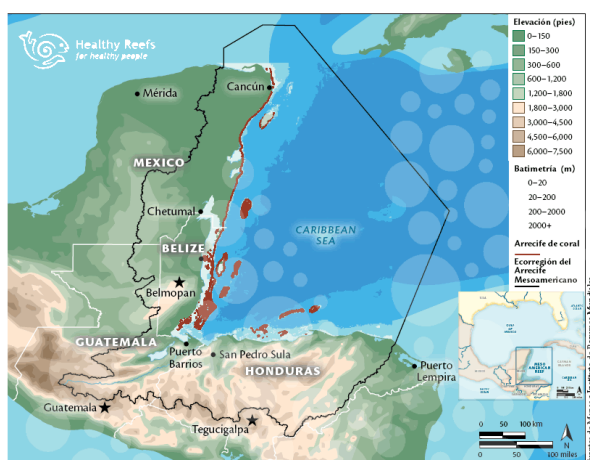 Healthy Reefs
for healthy people
Mérida
Cancún
MEXICO
Chetumal
CARIBBEAN
SEA
BELIZE
Belmopan
GUATEMALA
Puerto
Barrios
San Pedro Sula
HONDURAS
Puerto
Lempira
Guatemala
Tegucigalpa
Elevación (pies)
0–150
150–300
300–600
600–1,200
1,200–1,800
1,800–3,000
3,000–4,500
4,500–6,000
6,000–7,500
Batimetría (m)
0–20
20–200
200–2000
2000+
Arrecife de coral
Ecorregión del
Arrecife
Mesoamericano
MESO
AMERICAN
REEF
0 50 100 km
N
0 50 100 miles